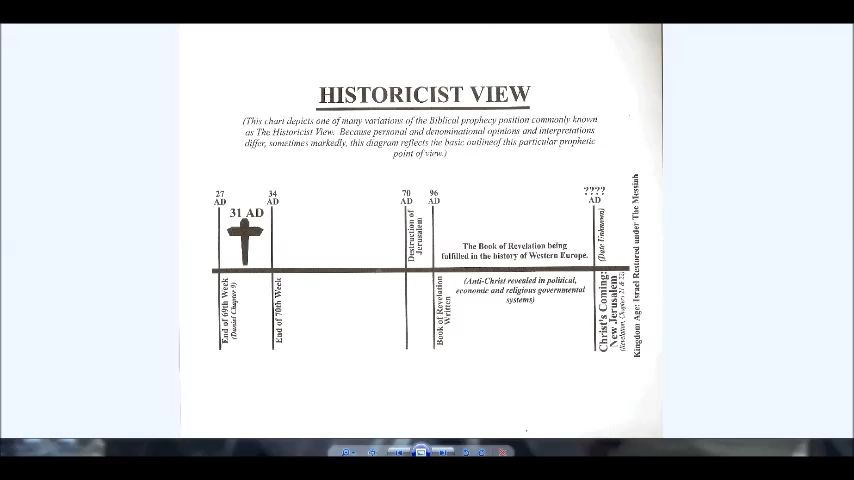 HISTORICIST VIEW
(This chart depicts one of many variations of the Biblical prophecy position commonly known
as The Historicist View. Because personal and denominational opinions and interpretations
differ, sometimes markedly, this diagram reflects the basic outlineof this particular prophetic
point of view.)
27
AD
31 AD
34
AD
70
AD
96
AD
????
AD
Destruction of
Jerusalem
The Book of Revelation being
fulfilled in the history of Western Europe.
(Date Unknown)
End of 69th Week
(Daniel Chapter 9)
End of 70th Week
Book of Revelation
Written
(Anti-Christ revealed in political,
economic and religious governmental
systems)
Christ's Coming:
New Jerusalem
(Revelation, Chapters 21 & 22)
Kingdom Age: Israel Restored under The Messiah